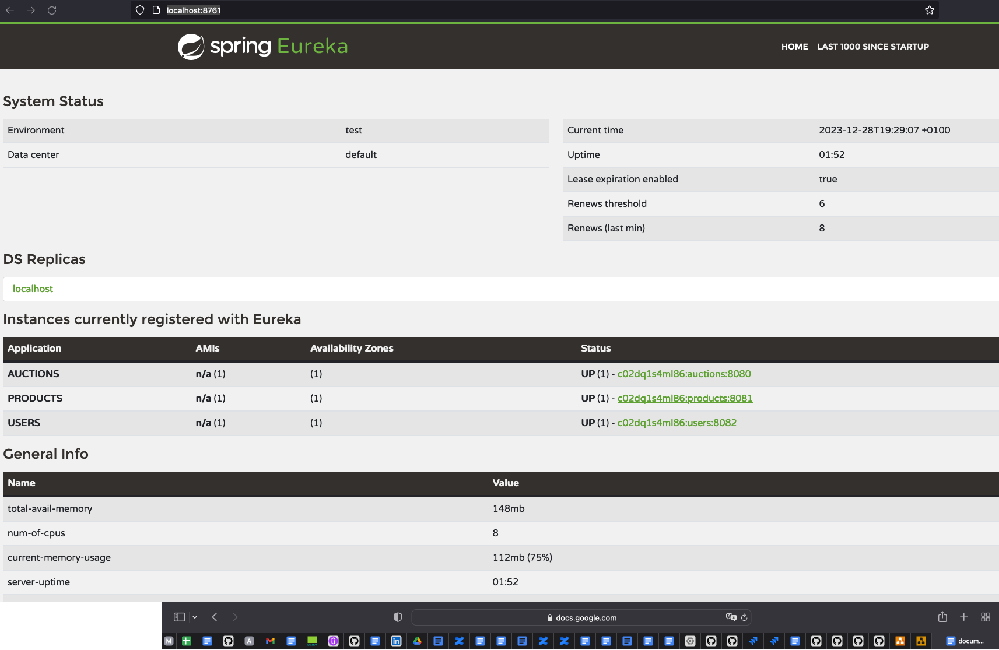 localhost:8761
spring Eureka
HOME LAST 1000 SINCE STARTUP
System Status
Environment test
Data center default
Current time 2023-12-28T19:29:07 +0100
Uptime 01:52
Lease expiration enabled true
Renews threshold 6
Renews (last min) 8
DS Replicas
localhost
Instances currently registered with Eureka
Application AMIs Availability Zones Status
AUCTIONS n/a (1) (1) UP (1) - c02dq1s4ml86:auctions:8080
PRODUCTS n/a (1) (1) UP (1) - c02dq1s4ml86:products:8081
USERS n/a (1) (1) UP (1) - c02dq1s4ml86:users:8082
General Info
Name Value
total-avail-memory 148mb
num-of-cpus 8
current-memory-usage 112mb (75%)
server-uptime 01:52
docs.google.com
M A docum...